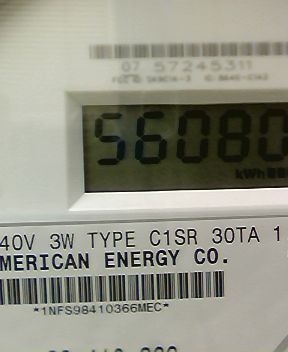 07 57245311
56080
kWh
40V 3W TYPE C1SR 30TA 1
MERICAN ENERGY CO.
*1NFS98410366MEC*